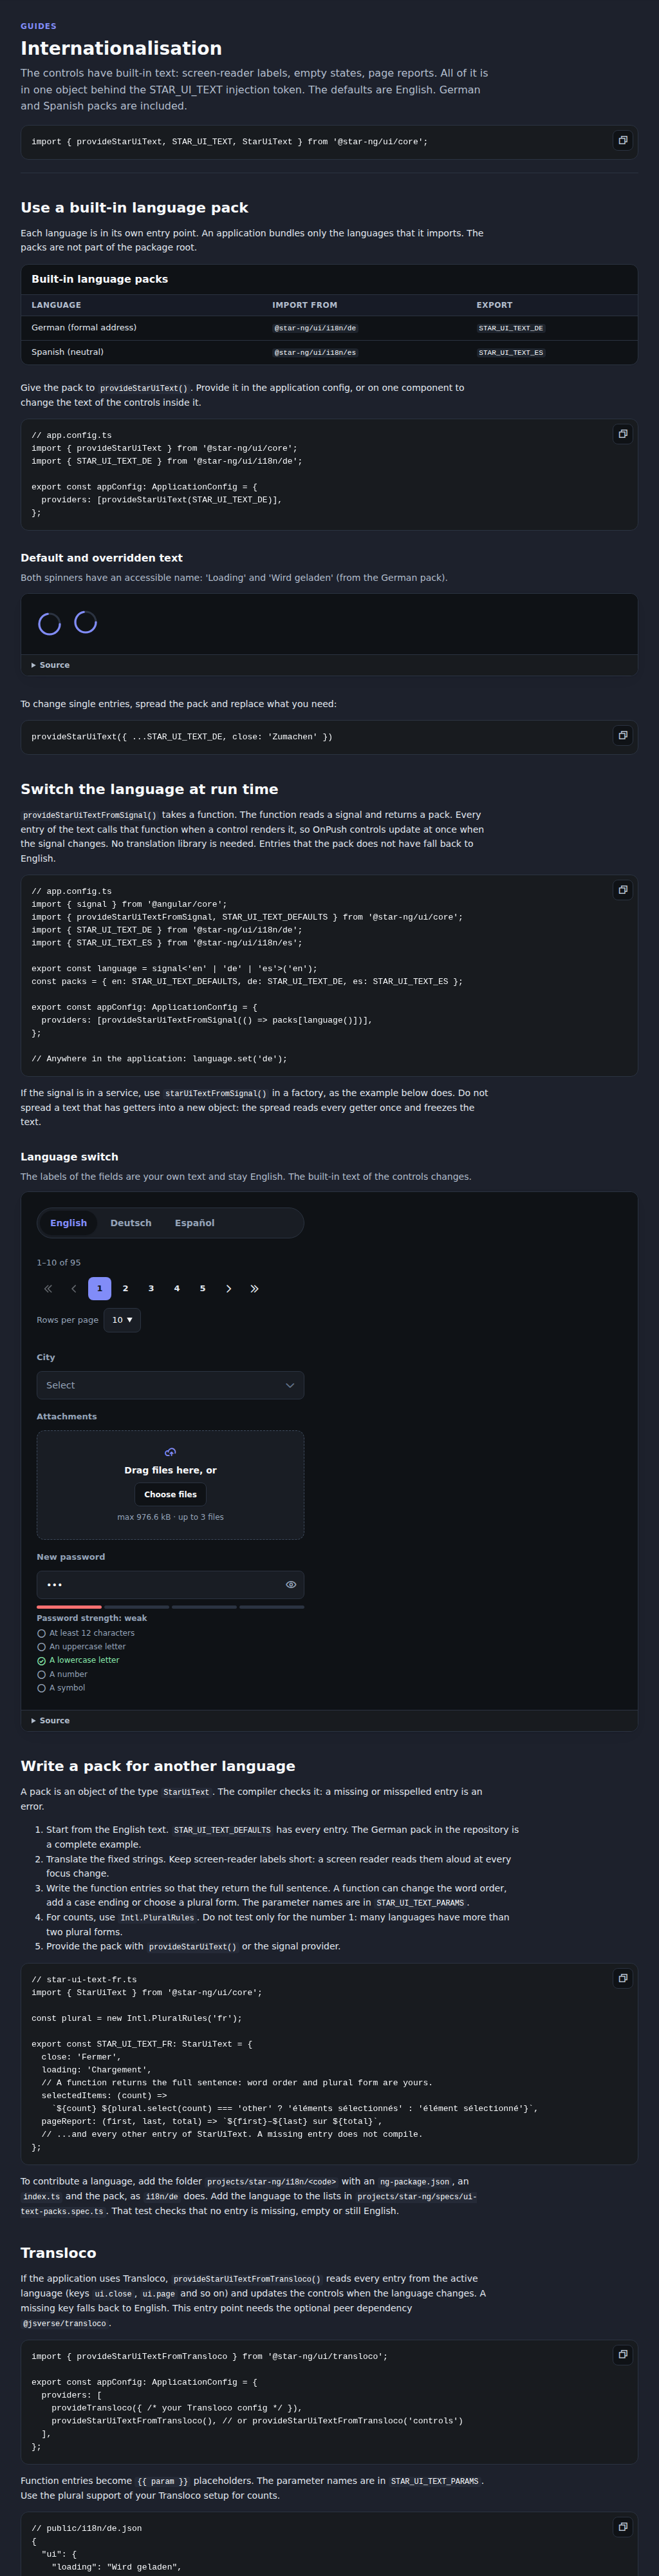 GUIDES
Internationalisation
The controls have built-in text: screen-reader labels, empty states, page reports. All of it is
in one object behind the STAR_UI_TEXT injection token. The defaults are English. German
and Spanish packs are included.
import { provideStarUiText, STAR_UI_TEXT, StarUiText } from '@star-ng/ui/core';
Use a built-in language pack
Each language is in its own entry point. An application bundles only the languages that it imports. The
packs are not part of the package root.
Built-in language packs
LANGUAGE IMPORT FROM EXPORT
German (formal address) @star-ng/ui/i18n/de STAR_UI_TEXT_DE
Spanish (neutral) @star-ng/ui/i18n/es STAR_UI_TEXT_ES
Give the pack to provideStarUiText(). Provide it in the application config, or on one component to
change the text of the controls inside it.
// app.config.ts
import { provideStarUiText } from '@star-ng/ui/core';
import { STAR_UI_TEXT_DE } from '@star-ng/ui/i18n/de';
export const appConfig: ApplicationConfig = {
  providers: [provideStarUiText(STAR_UI_TEXT_DE)],
};
Default and overridden text
Both spinners have an accessible name: 'Loading' and 'Wird geladen' (from the German pack).
Source
To change single entries, spread the pack and replace what you need:
provideStarUiText({ ...STAR_UI_TEXT_DE, close: 'Zumachen' })
Switch the language at run time
provideStarUiTextFromSignal() takes a function. The function reads a signal and returns a pack. Every
entry of the text calls that function when a control renders it, so OnPush controls update at once when
the signal changes. No translation library is needed. Entries that the pack does not have fall back to
English.
// app.config.ts
import { signal } from '@angular/core';
import { provideStarUiTextFromSignal, STAR_UI_TEXT_DEFAULTS } from '@star-ng/ui/core';
import { STAR_UI_TEXT_DE } from '@star-ng/ui/i18n/de';
import { STAR_UI_TEXT_ES } from '@star-ng/ui/i18n/es';
export const language = signal<'en' | 'de' | 'es'>('en');
const packs = { en: STAR_UI_TEXT_DEFAULTS, de: STAR_UI_TEXT_DE, es: STAR_UI_TEXT_ES };
export const appConfig: ApplicationConfig = {
  providers: [provideStarUiTextFromSignal(() => packs[language()])],
};
// Anywhere in the application: language.set('de');
If the signal is in a service, use starUiTextFromSignal() in a factory, as the example below does. Do not
spread a text that has getters into a new object: the spread reads every getter once and freezes the
text.
Language switch
The labels of the fields are your own text and stay English. The built-in text of the controls changes.
English Deutsch Español
1–10 of 95
1 2 3 4 5
Rows per page 10
City
Select
Attachments
Drag files here, or
Choose files
max 976.6 kB · up to 3 files
New password
•••
Password strength: weak
At least 12 characters
An uppercase letter
A lowercase letter
A number
A symbol
Source
Write a pack for another language
A pack is an object of the type StarUiText. The compiler checks it: a missing or misspelled entry is an
error.
1. Start from the English text. STAR_UI_TEXT_DEFAULTS has every entry. The German pack in the repository is
a complete example.
2. Translate the fixed strings. Keep screen-reader labels short: a screen reader reads them aloud at every
focus change.
3. Write the function entries so that they return the full sentence. A function can change the word order,
add a case ending or choose a plural form. The parameter names are in STAR_UI_TEXT_PARAMS.
4. For counts, use Intl.PluralRules. Do not test only for the number 1: many languages have more than
two plural forms.
5. Provide the pack with provideStarUiText() or the signal provider.
// star-ui-text-fr.ts
import { StarUiText } from '@star-ng/ui/core';
const plural = new Intl.PluralRules('fr');
export const STAR_UI_TEXT_FR: StarUiText = {
  close: 'Fermer',
  loading: 'Chargement',
  // A function returns the full sentence: word order and plural form are yours.
  selectedItems: (count) =>
    `${count} ${plural.select(count) === 'other' ? 'éléments sélectionnés' : 'élément sélectionné'}`,
  pageReport: (first, last, total) => `${first}–${last} sur ${total}`,
  // ...and every other entry of StarUiText. A missing entry does not compile.
};
To contribute a language, add the folder projects/star-ng/i18n/<code> with an ng-package.json, an
index.ts and the pack, as i18n/de does. Add the language to the lists in projects/star-ng/specs/ui-
text-packs.spec.ts. That test checks that no entry is missing, empty or still English.
Transloco
If the application uses Transloco, provideStarUiTextFromTransloco() reads every entry from the active
language (keys ui.close, ui.page and so on) and updates the controls when the language changes. A
missing key falls back to English. This entry point needs the optional peer dependency
@jsverse/transloco.
import { provideStarUiTextFromTransloco } from '@star-ng/ui/transloco';
export const appConfig: ApplicationConfig = {
  providers: [
    provideTransloco({ /* your Transloco config */ }),
    provideStarUiTextFromTransloco(), // or provideStarUiTextFromTransloco('controls')
  ],
};
Function entries become {{ param }} placeholders. The parameter names are in STAR_UI_TEXT_PARAMS.
Use the plural support of your Transloco setup for counts.
// public/i18n/de.json
{
  "ui": {
    "loading": "Wird geladen",